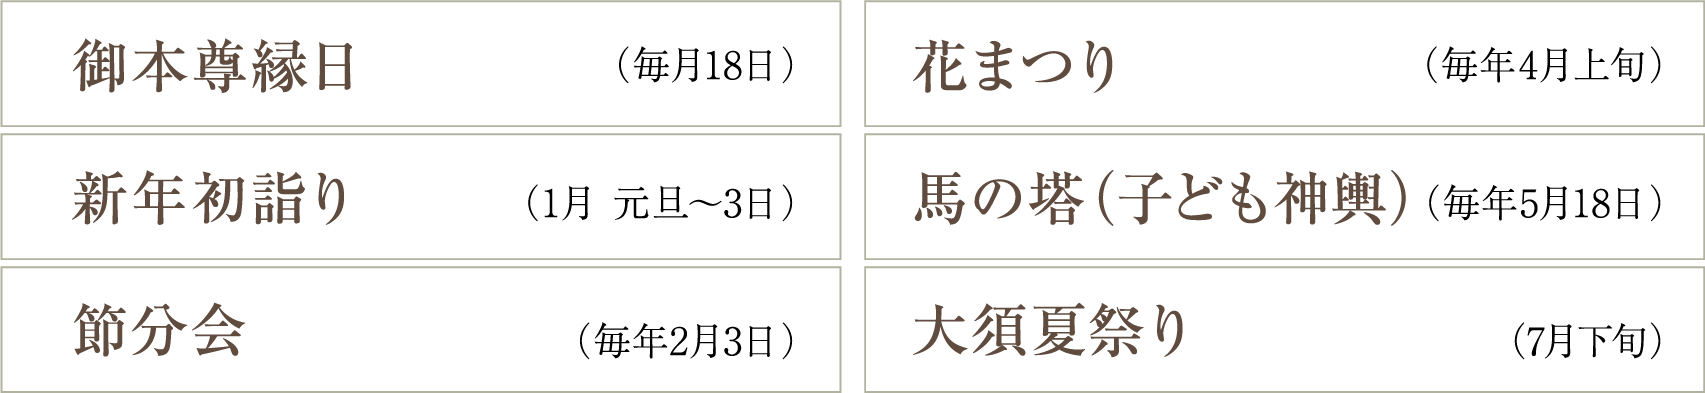 御本尊縁日 （毎月18日）
新年初詣り （1月 元旦～3日）
節分会 （毎年2月3日）
花まつり （毎年4月上旬）
馬の塔（子ども神輿） （毎年5月18日）
大須夏祭り （7月下旬）